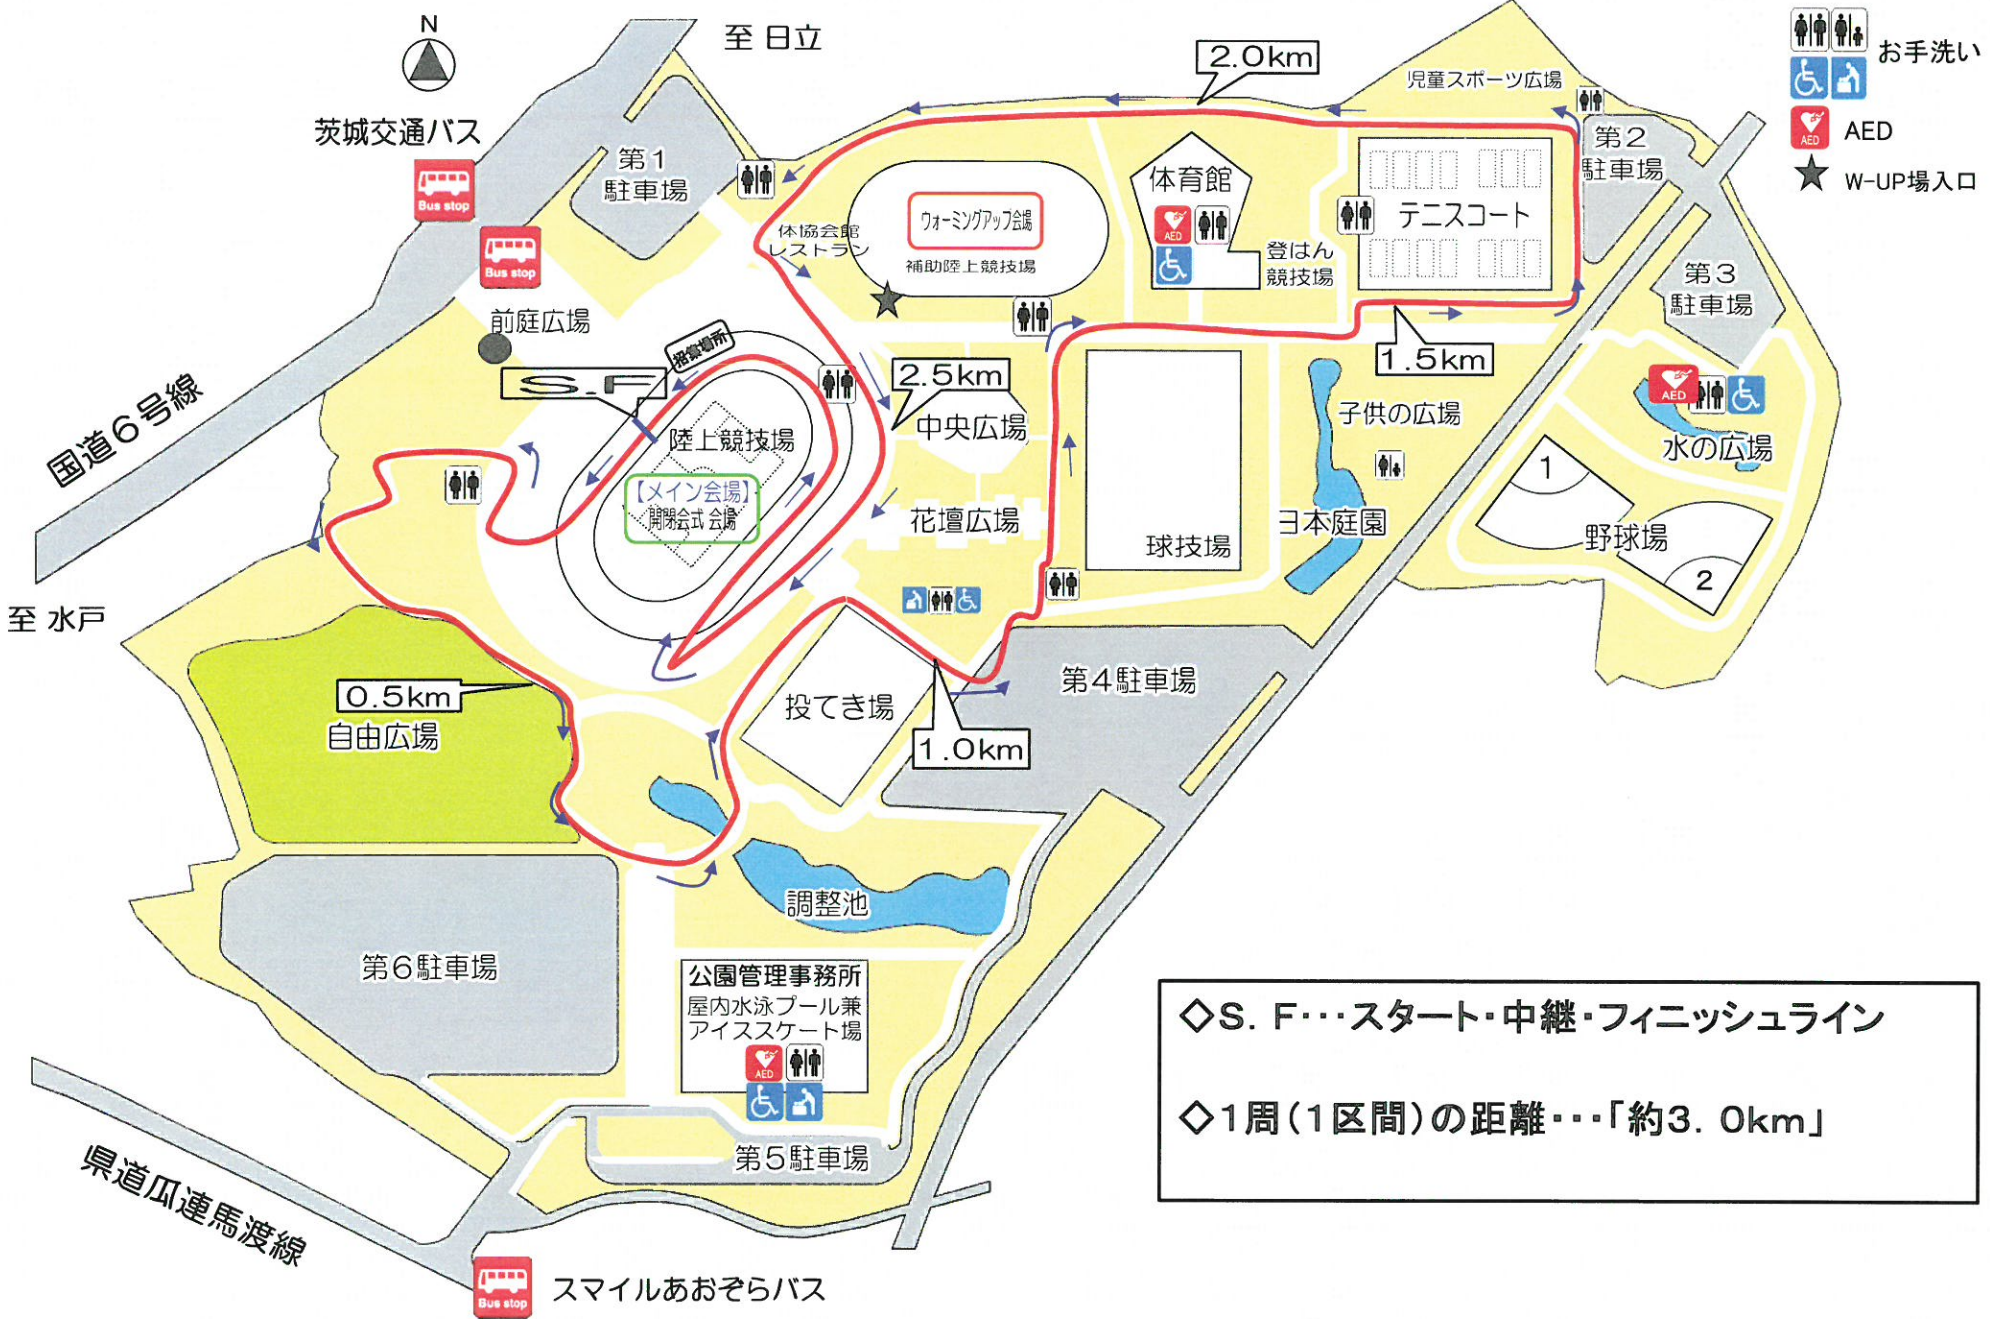 N
至 日立
2.0km
児童スポーツ広場
お手洗い
AED
AED
W-UP場入口
茨城交通バス
Bus stop
Bus stop
第1
駐車場
第2
駐車場
体育館
AED
テニスコート
ウォーミングアップ会場
補助陸上競技場
体協会館
レストラン
登はん
競技場
第3
駐車場
前庭広場
招集場所
S.F
1.5km
2.5km
国道6号線
陸上競技場
【メイン会場】
開閉会式 会場
中央広場
子供の広場
AED
水の広場
花壇広場
球技場
日本庭園
1
野球場
2
至 水戸
0.5km
自由広場
投てき場
第4駐車場
1.0km
調整池
第6駐車場
公園管理事務所
屋内水泳プール兼
アイススケート場
AED
第5駐車場
県道瓜連馬渡線
Bus stop
スマイルあおぞらバス
◇S. F・・・スタート・中継・フィニッシュライン
◇1周(1区間)の距離・・・「約3. 0km」